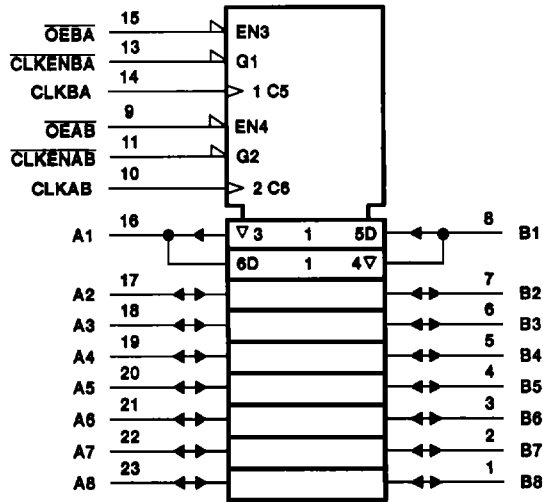 15
OEBA EN3
13
CLKENBA G1
14
CLKBA 1 C5
9
OEAB EN4
11
CLKENAB G2
10
CLKAB 2 C6
16 8
A1 ▽ 3 1 5D B1
6D 1 4 ▽
17 7
A2 B2
18 6
A3 B3
19 5
A4 B4
20 4
A5 B5
21 3
A6 B6
22 2
A7 B7
23 1
A8 B8